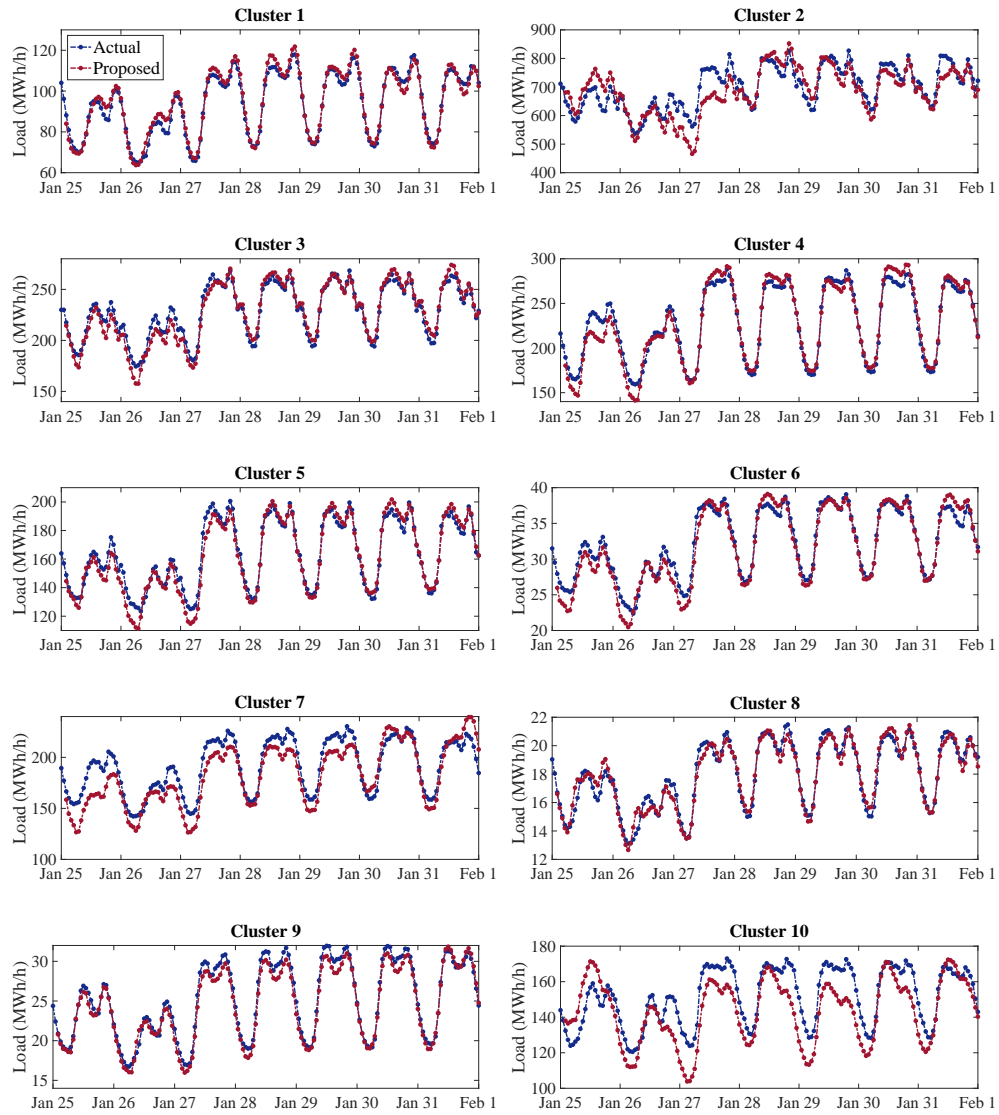 Cluster 1
Load (MWh/h)
120
100
80
60
Actual
Proposed
Jan 25 Jan 26 Jan 27 Jan 28 Jan 29 Jan 30 Jan 31 Feb 1
Cluster 2
Load (MWh/h)
900
800
700
600
500
400
Jan 25 Jan 26 Jan 27 Jan 28 Jan 29 Jan 30 Jan 31 Feb 1
Cluster 3
Load (MWh/h)
250
200
150
Jan 25 Jan 26 Jan 27 Jan 28 Jan 29 Jan 30 Jan 31 Feb 1
Cluster 4
Load (MWh/h)
300
250
200
150
Jan 25 Jan 26 Jan 27 Jan 28 Jan 29 Jan 30 Jan 31 Feb 1
Cluster 5
Load (MWh/h)
200
180
160
140
120
Jan 25 Jan 26 Jan 27 Jan 28 Jan 29 Jan 30 Jan 31 Feb 1
Cluster 6
Load (MWh/h)
40
35
30
25
20
Jan 25 Jan 26 Jan 27 Jan 28 Jan 29 Jan 30 Jan 31 Feb 1
Cluster 7
Load (MWh/h)
200
150
100
Jan 25 Jan 26 Jan 27 Jan 28 Jan 29 Jan 30 Jan 31 Feb 1
Cluster 8
Load (MWh/h)
22
20
18
16
14
12
Jan 25 Jan 26 Jan 27 Jan 28 Jan 29 Jan 30 Jan 31 Feb 1
Cluster 9
Load (MWh/h)
30
25
20
15
Jan 25 Jan 26 Jan 27 Jan 28 Jan 29 Jan 30 Jan 31 Feb 1
Cluster 10
Load (MWh/h)
180
160
140
120
100
Jan 25 Jan 26 Jan 27 Jan 28 Jan 29 Jan 30 Jan 31 Feb 1